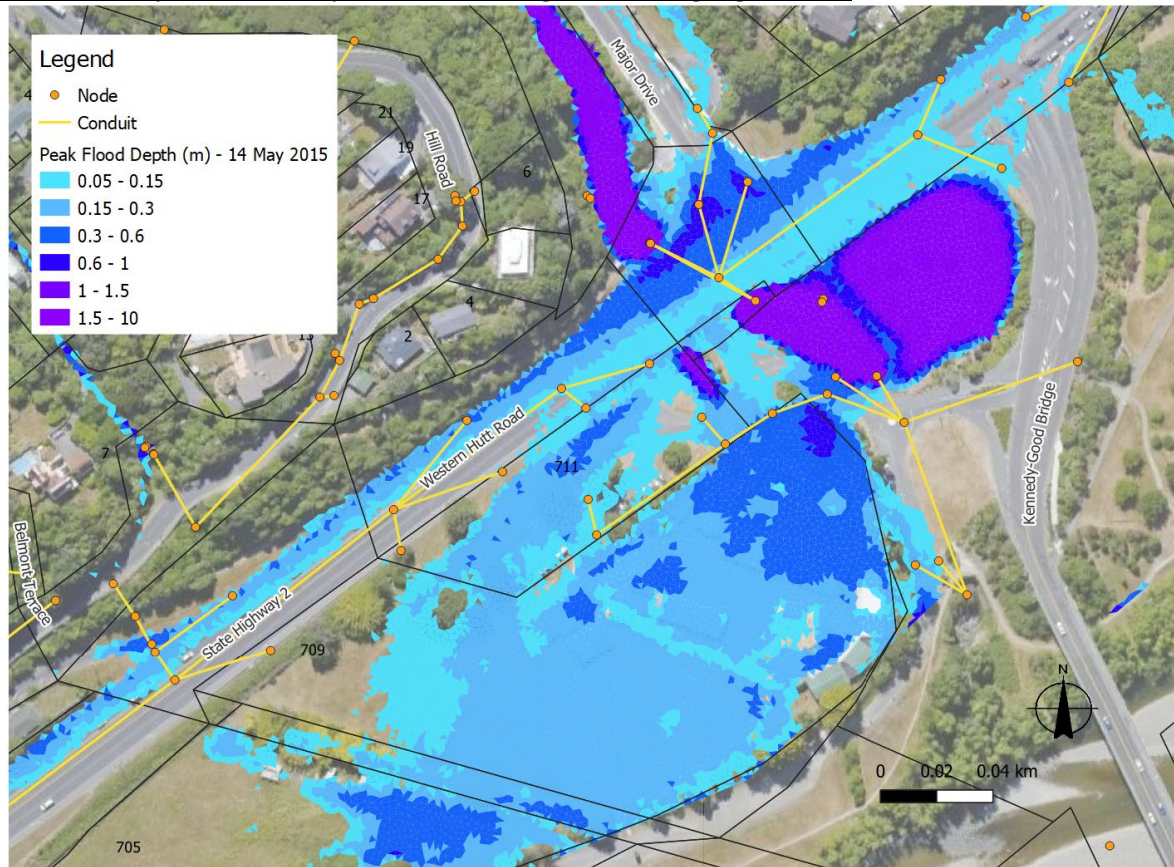 Legend
Node
Conduit
Peak Flood Depth (m) - 14 May 2015
0.05 - 0.15
0.15 - 0.3
0.3 - 0.6
0.6 - 1
1 - 1.5
1.5 - 10
4
21
19
17
Hill Road
6
Major Drive
4
2
13
7
Belmont Terrace
Western Hutt Road
711
State Highway 2
709
705
Kennedy-Good Bridge
N
0 0.02 0.04 km